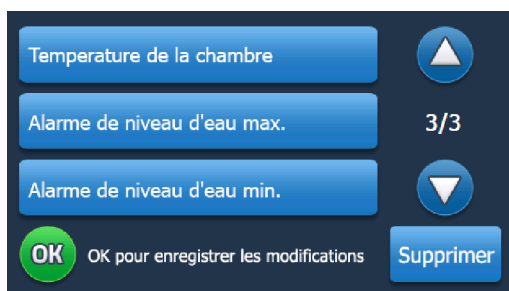 Temperature de la chambre
Alarme de niveau d'eau max.
3/3
Alarme de niveau d'eau min.
OK
OK pour enregistrer les modifications
Supprimer